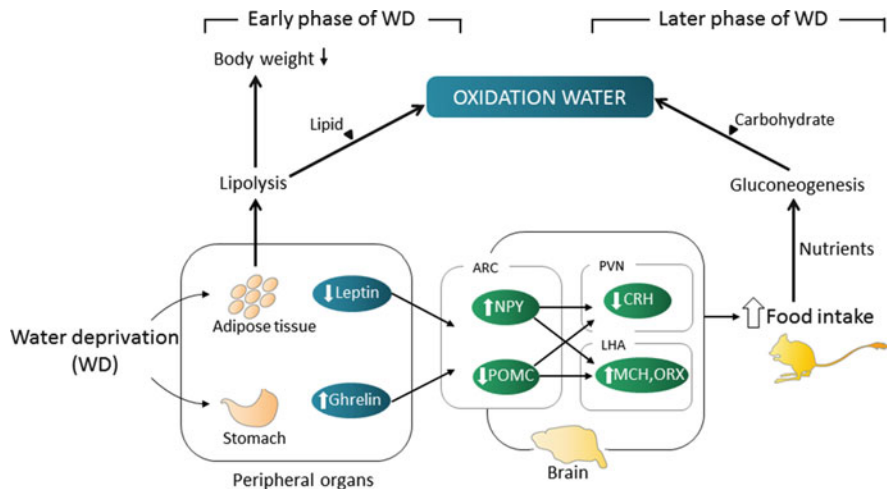 Early phase of WD
Later phase of WD
Body weight ↓
OXIDATION WATER
Lipid
Carbohydrate
Lipolysis
Gluconeogenesis
Nutrients
ARC
PVN
↓Leptin
↑NPY
↓CRH
Adipose tissue
↑Food intake
Water deprivation
(WD)
LHA
↓POMC
↑MCH,ORX
↑Ghrelin
Stomach
Brain
Peripheral organs